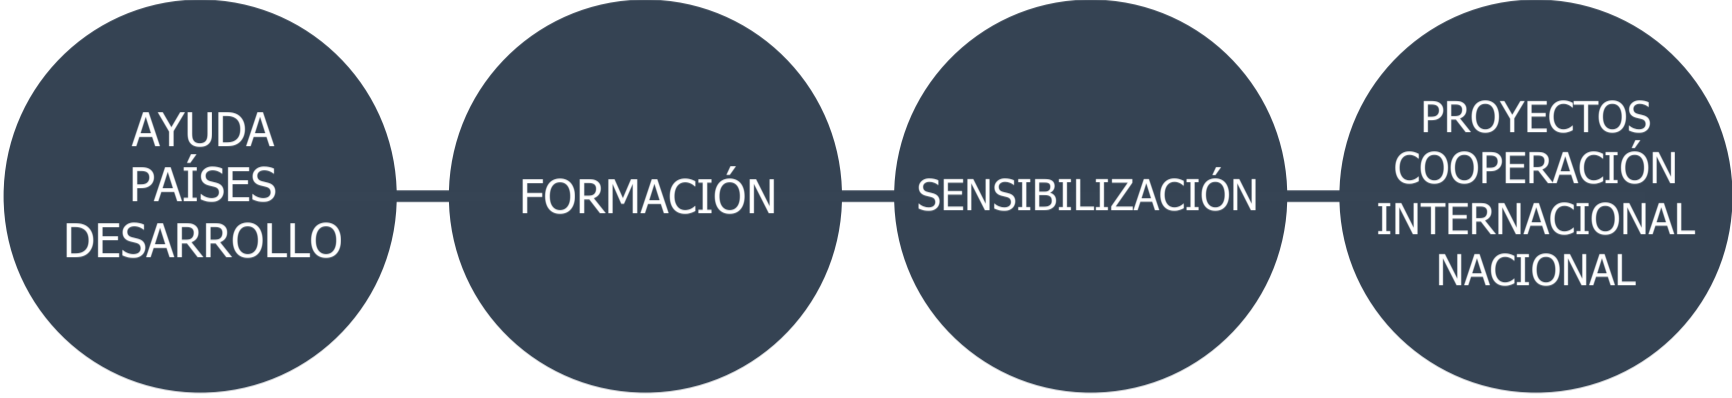 AYUDA
PAÍSES
DESARROLLO
FORMACIÓN
SENSIBILIZACIÓN
PROYECTOS
COOPERACIÓN
INTERNACIONAL
NACIONAL